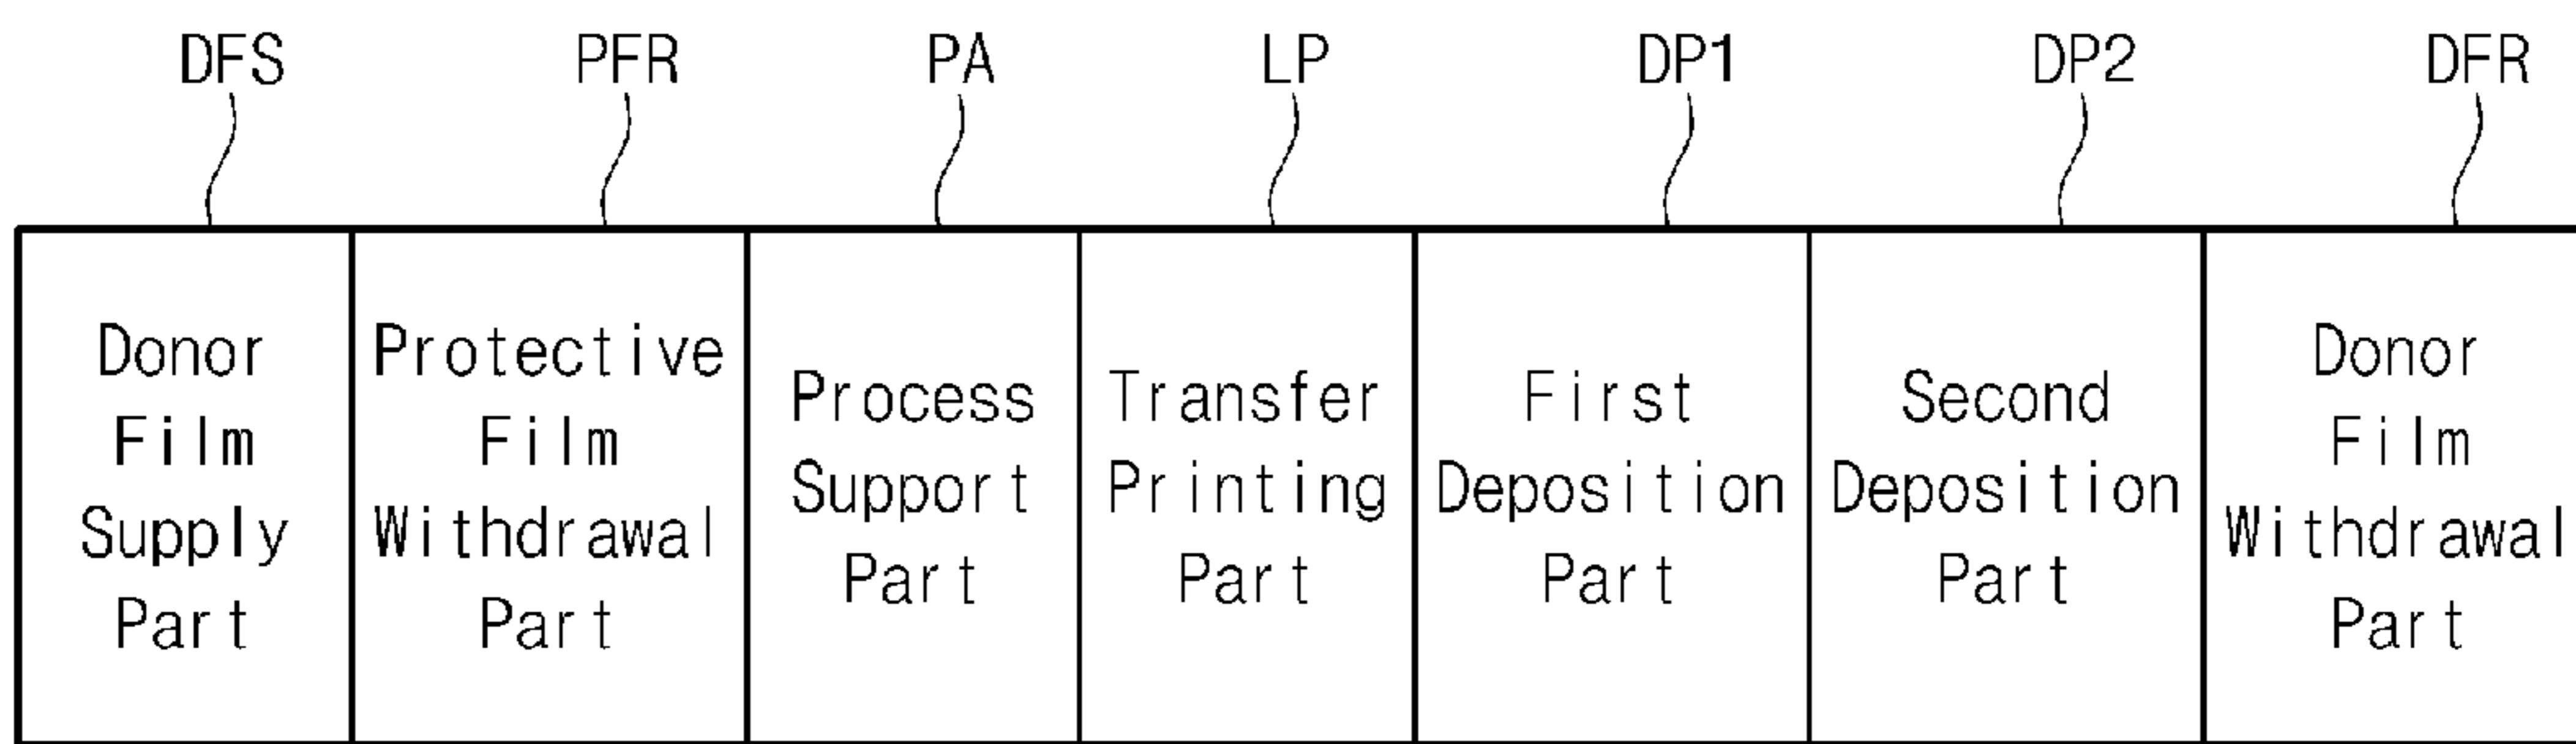 DFS PFR PA LP DP1 DP2 DFR
Donor
Film
Supply
Part
Protective
Film
Withdrawal
Part
Process
Support
Part
Transfer
Printing
Part
First
Deposition
Part
Second
Deposition
Part
Donor
Film
Withdrawal
Part